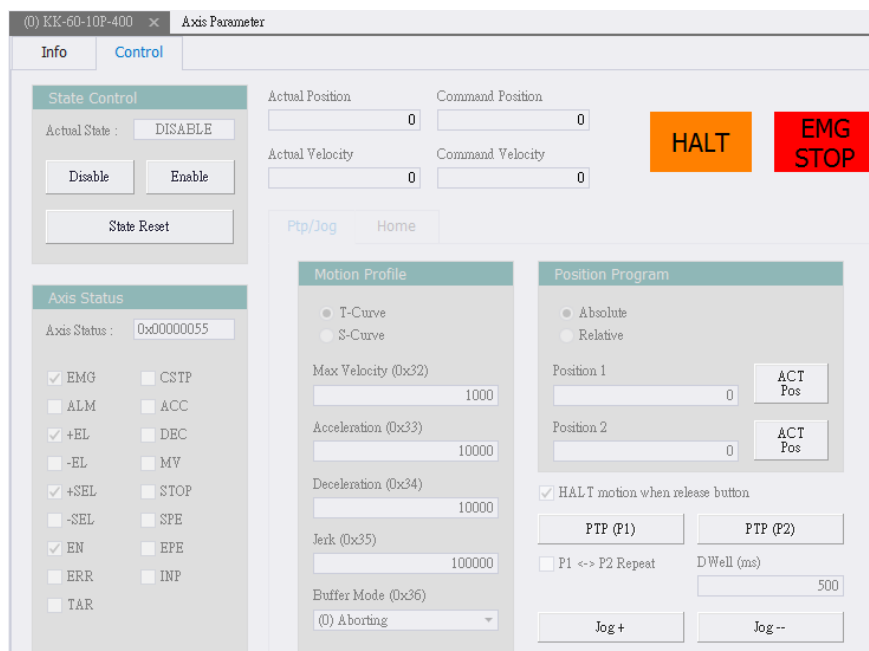 (0) KK-60-10P-400 × Axis Parameter
Info Control
State Control
Actual State : DISABLE
Disable Enable
State Reset
Axis Status
Axis Status : 0x00000055
EMG CSTP
ALM ACC
+EL DEC
-EL MV
+SEL STOP
-SEL SPE
EN EPE
ERR INP
TAR
Actual Position Command Position
0 0
Actual Velocity Command Velocity
0 0
HALT
EMG
STOP
Ptp/Jog Home
Motion Profile
T-Curve
S-Curve
Max Velocity (0x32)
1000
Acceleration (0x33)
10000
Deceleration (0x34)
10000
Jerk (0x35)
100000
Buffer Mode (0x36)
(0) Aborting
Position Program
Absolute
Relative
Position 1
0
ACT
Pos
Position 2
0
ACT
Pos
HALT motion when release button
PTP (P1) PTP (P2)
P1 <-> P2 Repeat DWell (ms)
500
Jog + Jog --